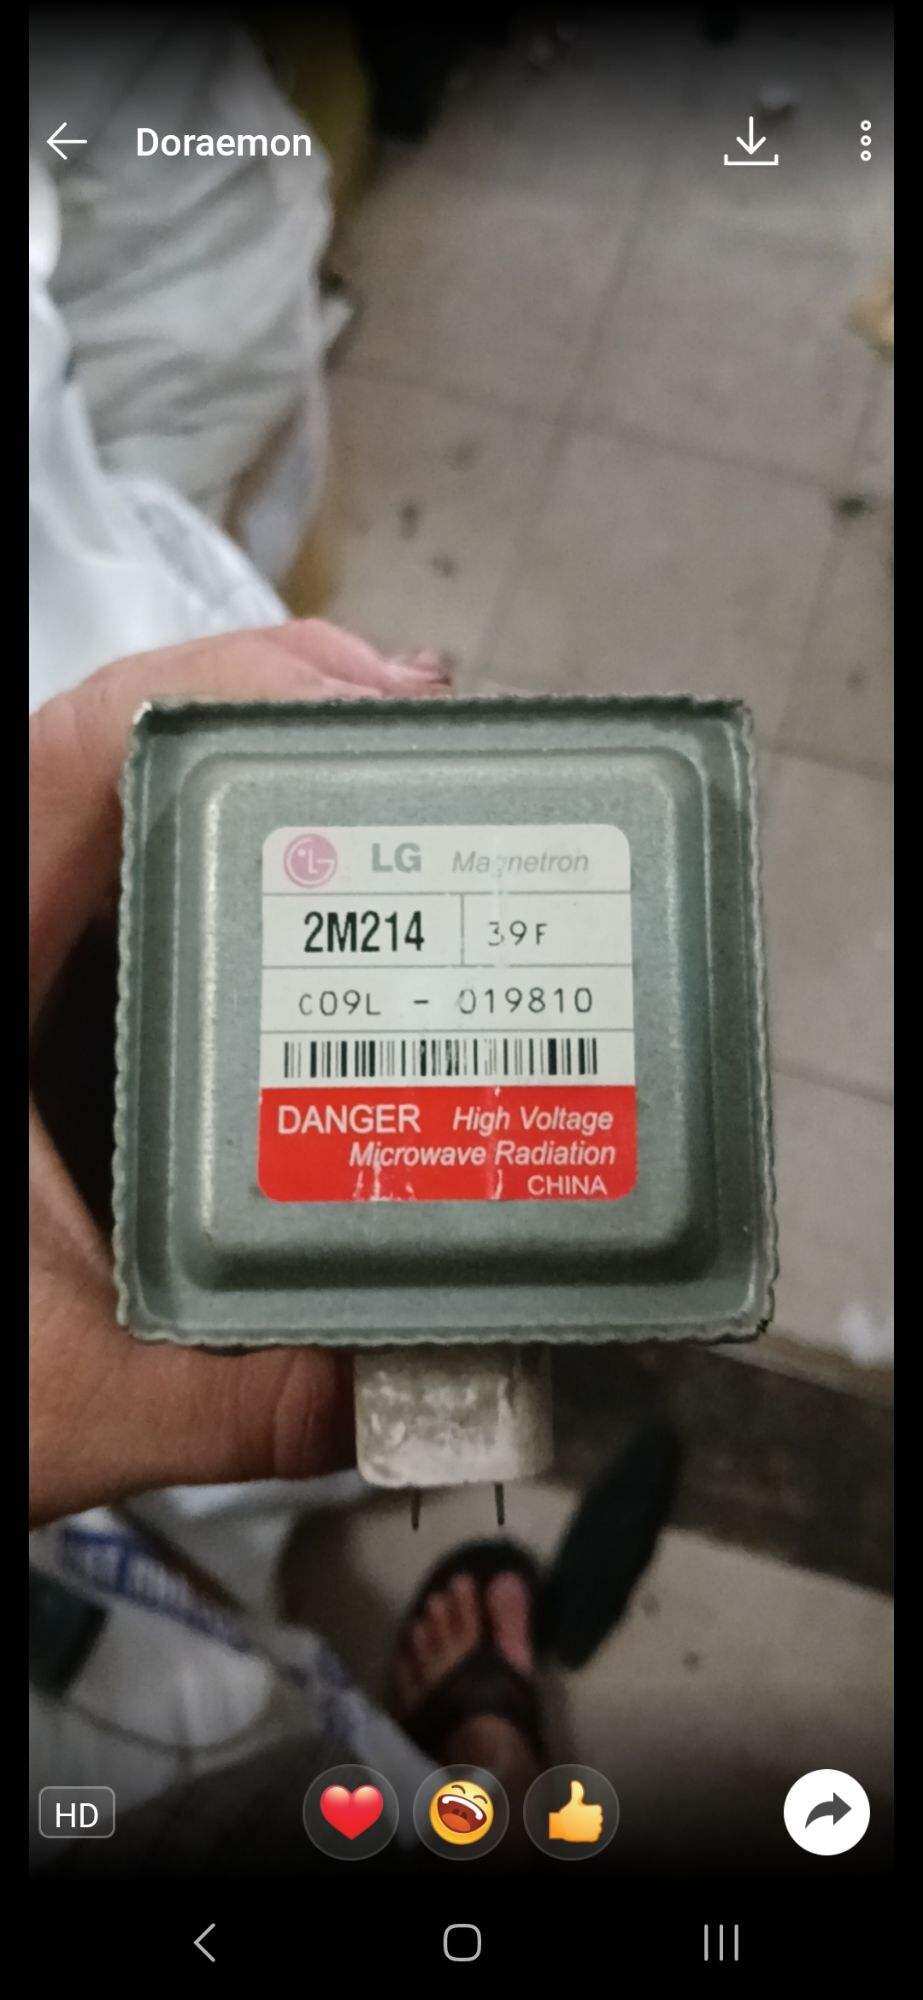 Doraemon
LG Magnetron
2M214 39F
C09L - 019810
DANGER High Voltage
Microwave Radiation
CHINA
HD